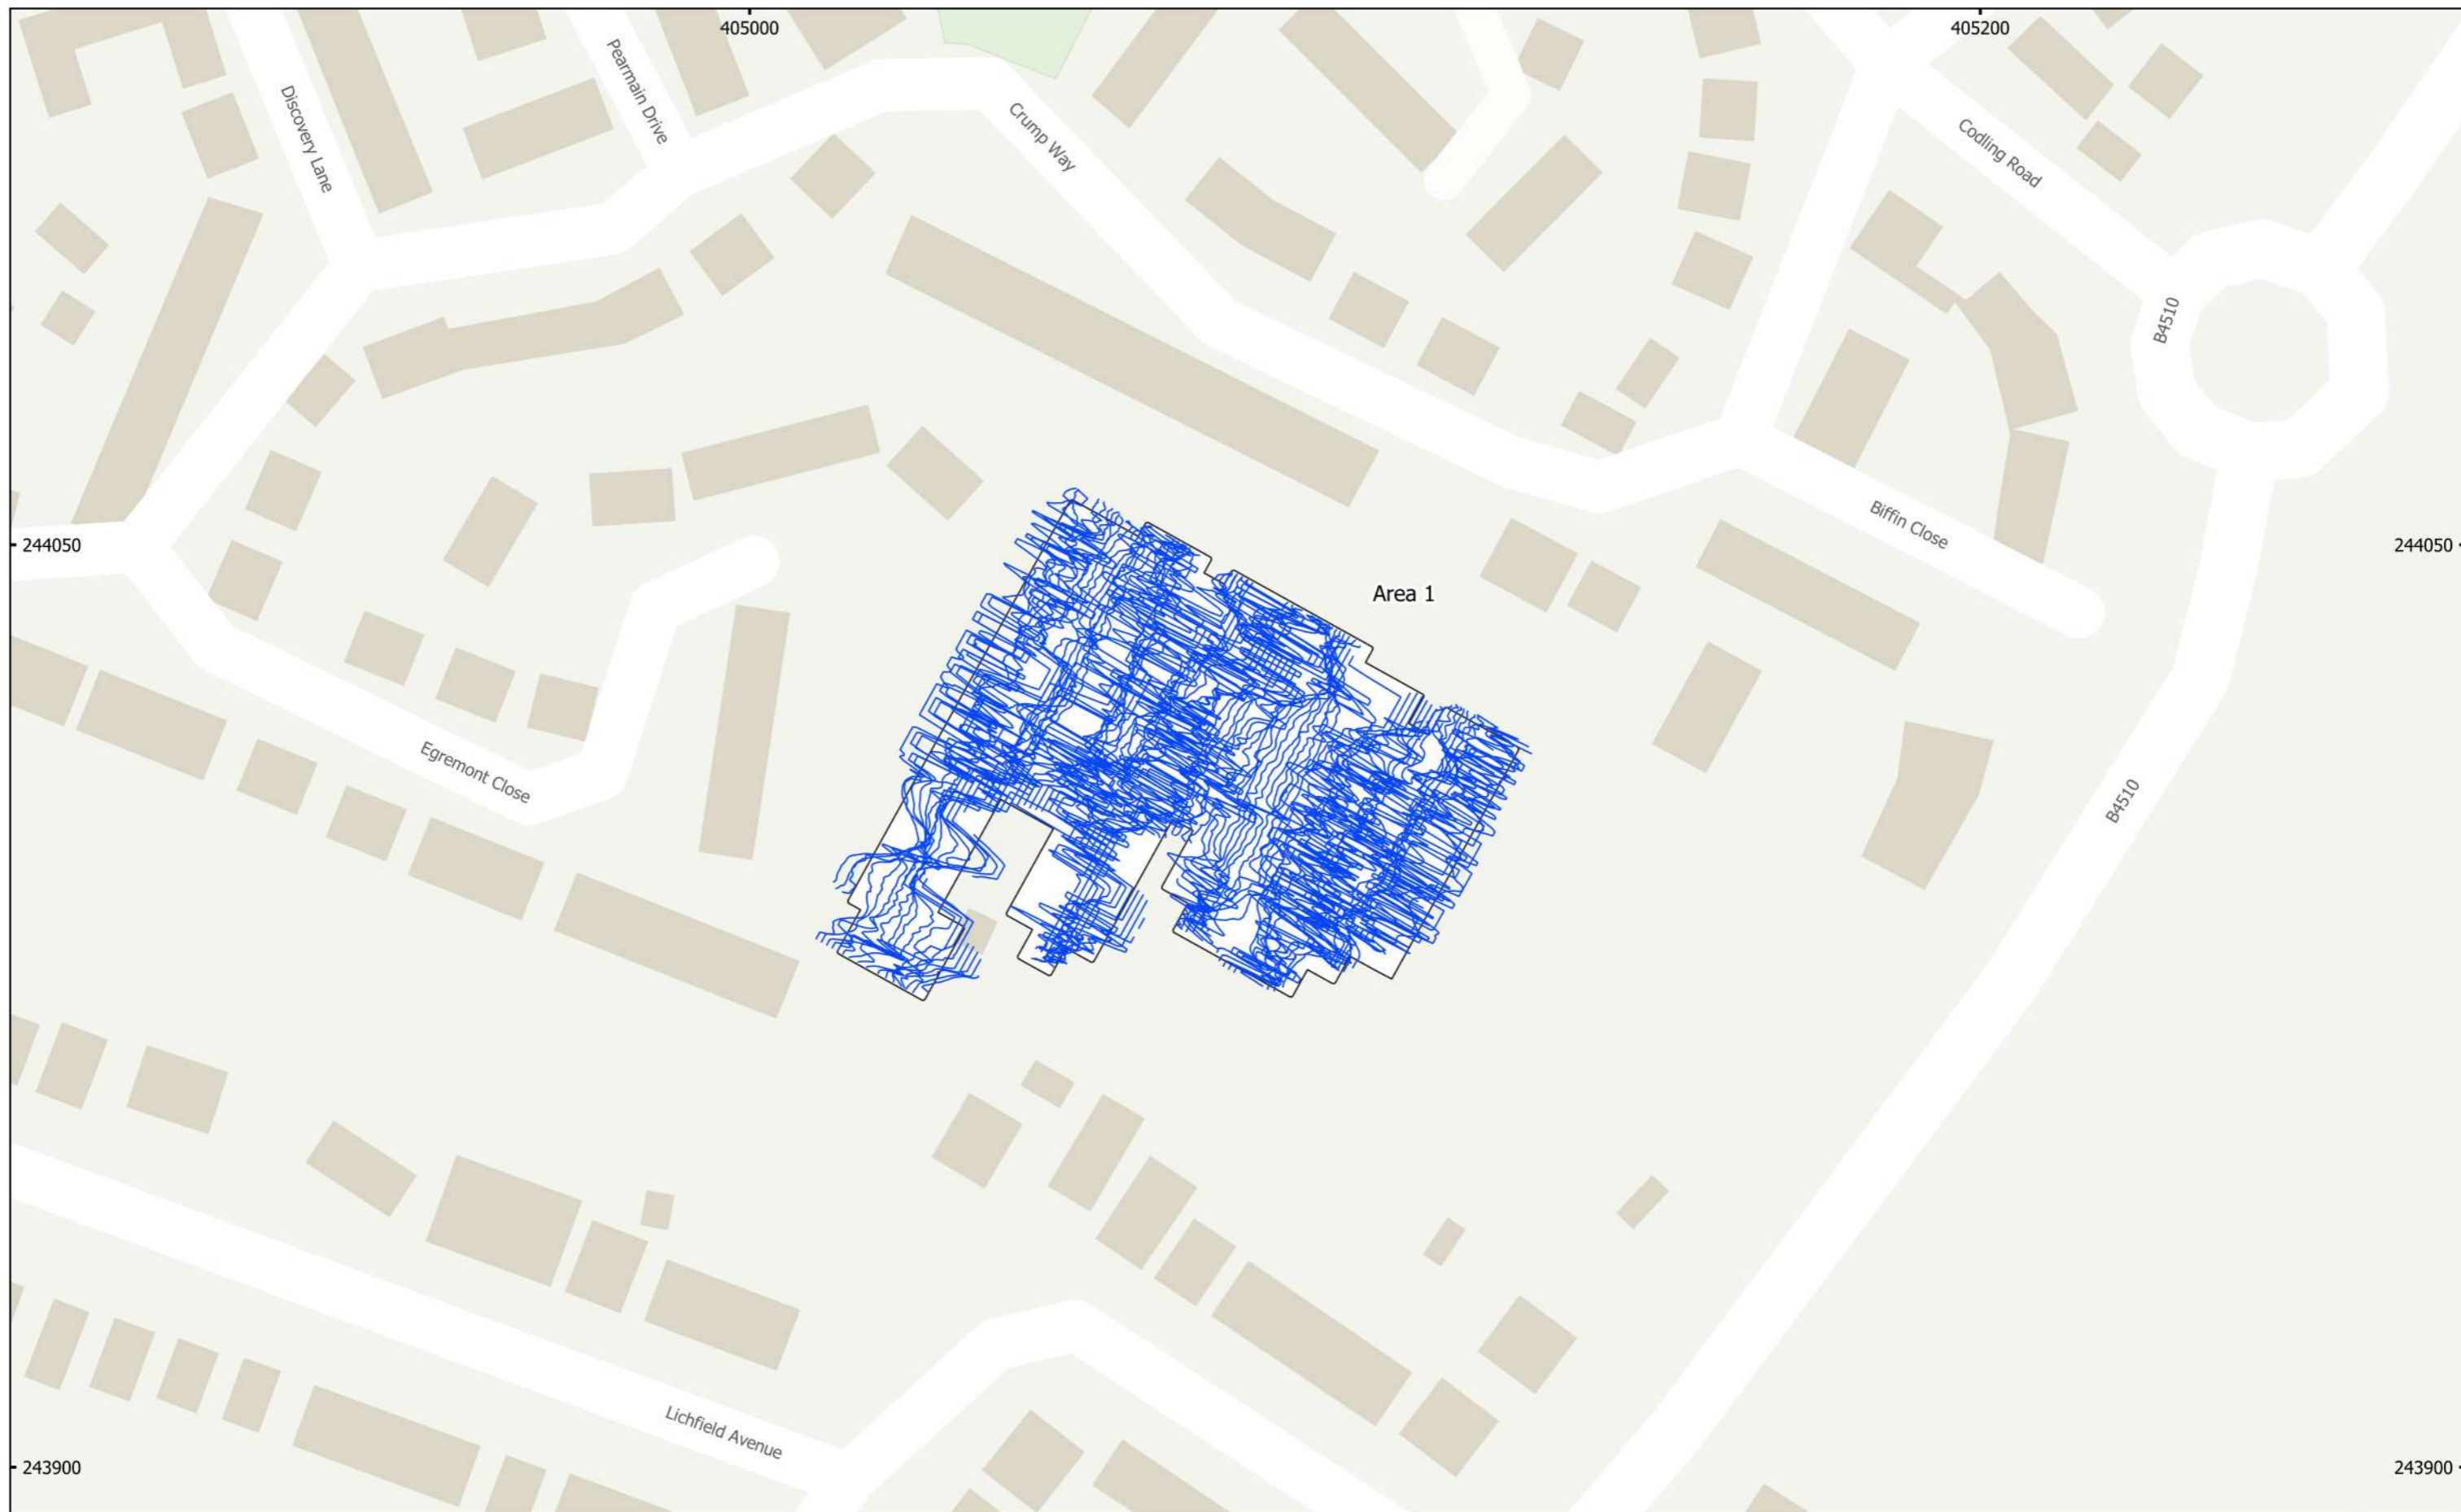 405000
405200
Discovery Lane
Pearmain Drive
Crump Way
Codling Road
B4510
244050
244050
Biffin Close
Area 1
Egremont Close
B4510
Lichfield Avenue
243900
243900